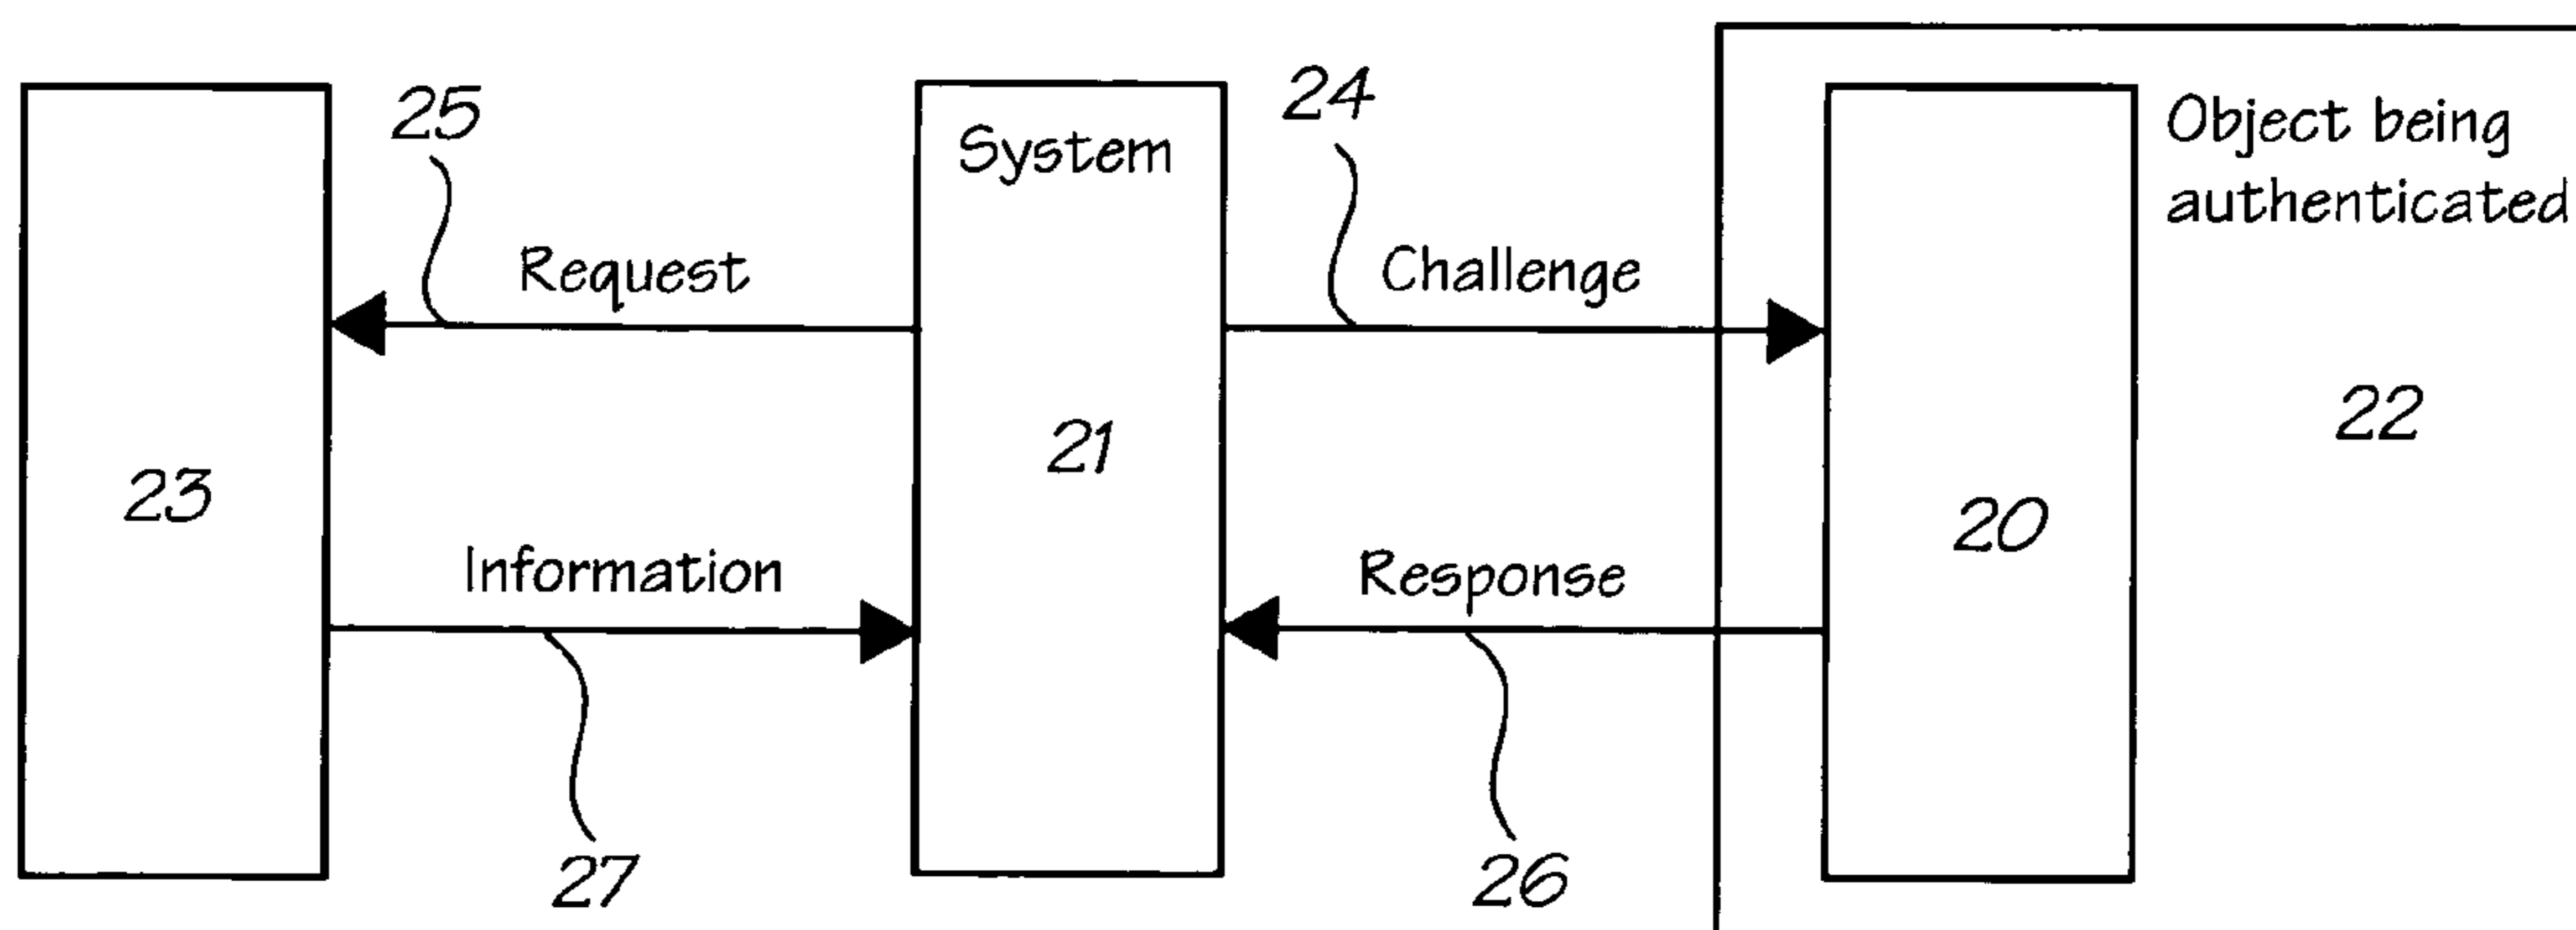 25
24
System
Object being
authenticated
Request
Challenge
22
21
23
20
Information
Response
27
26